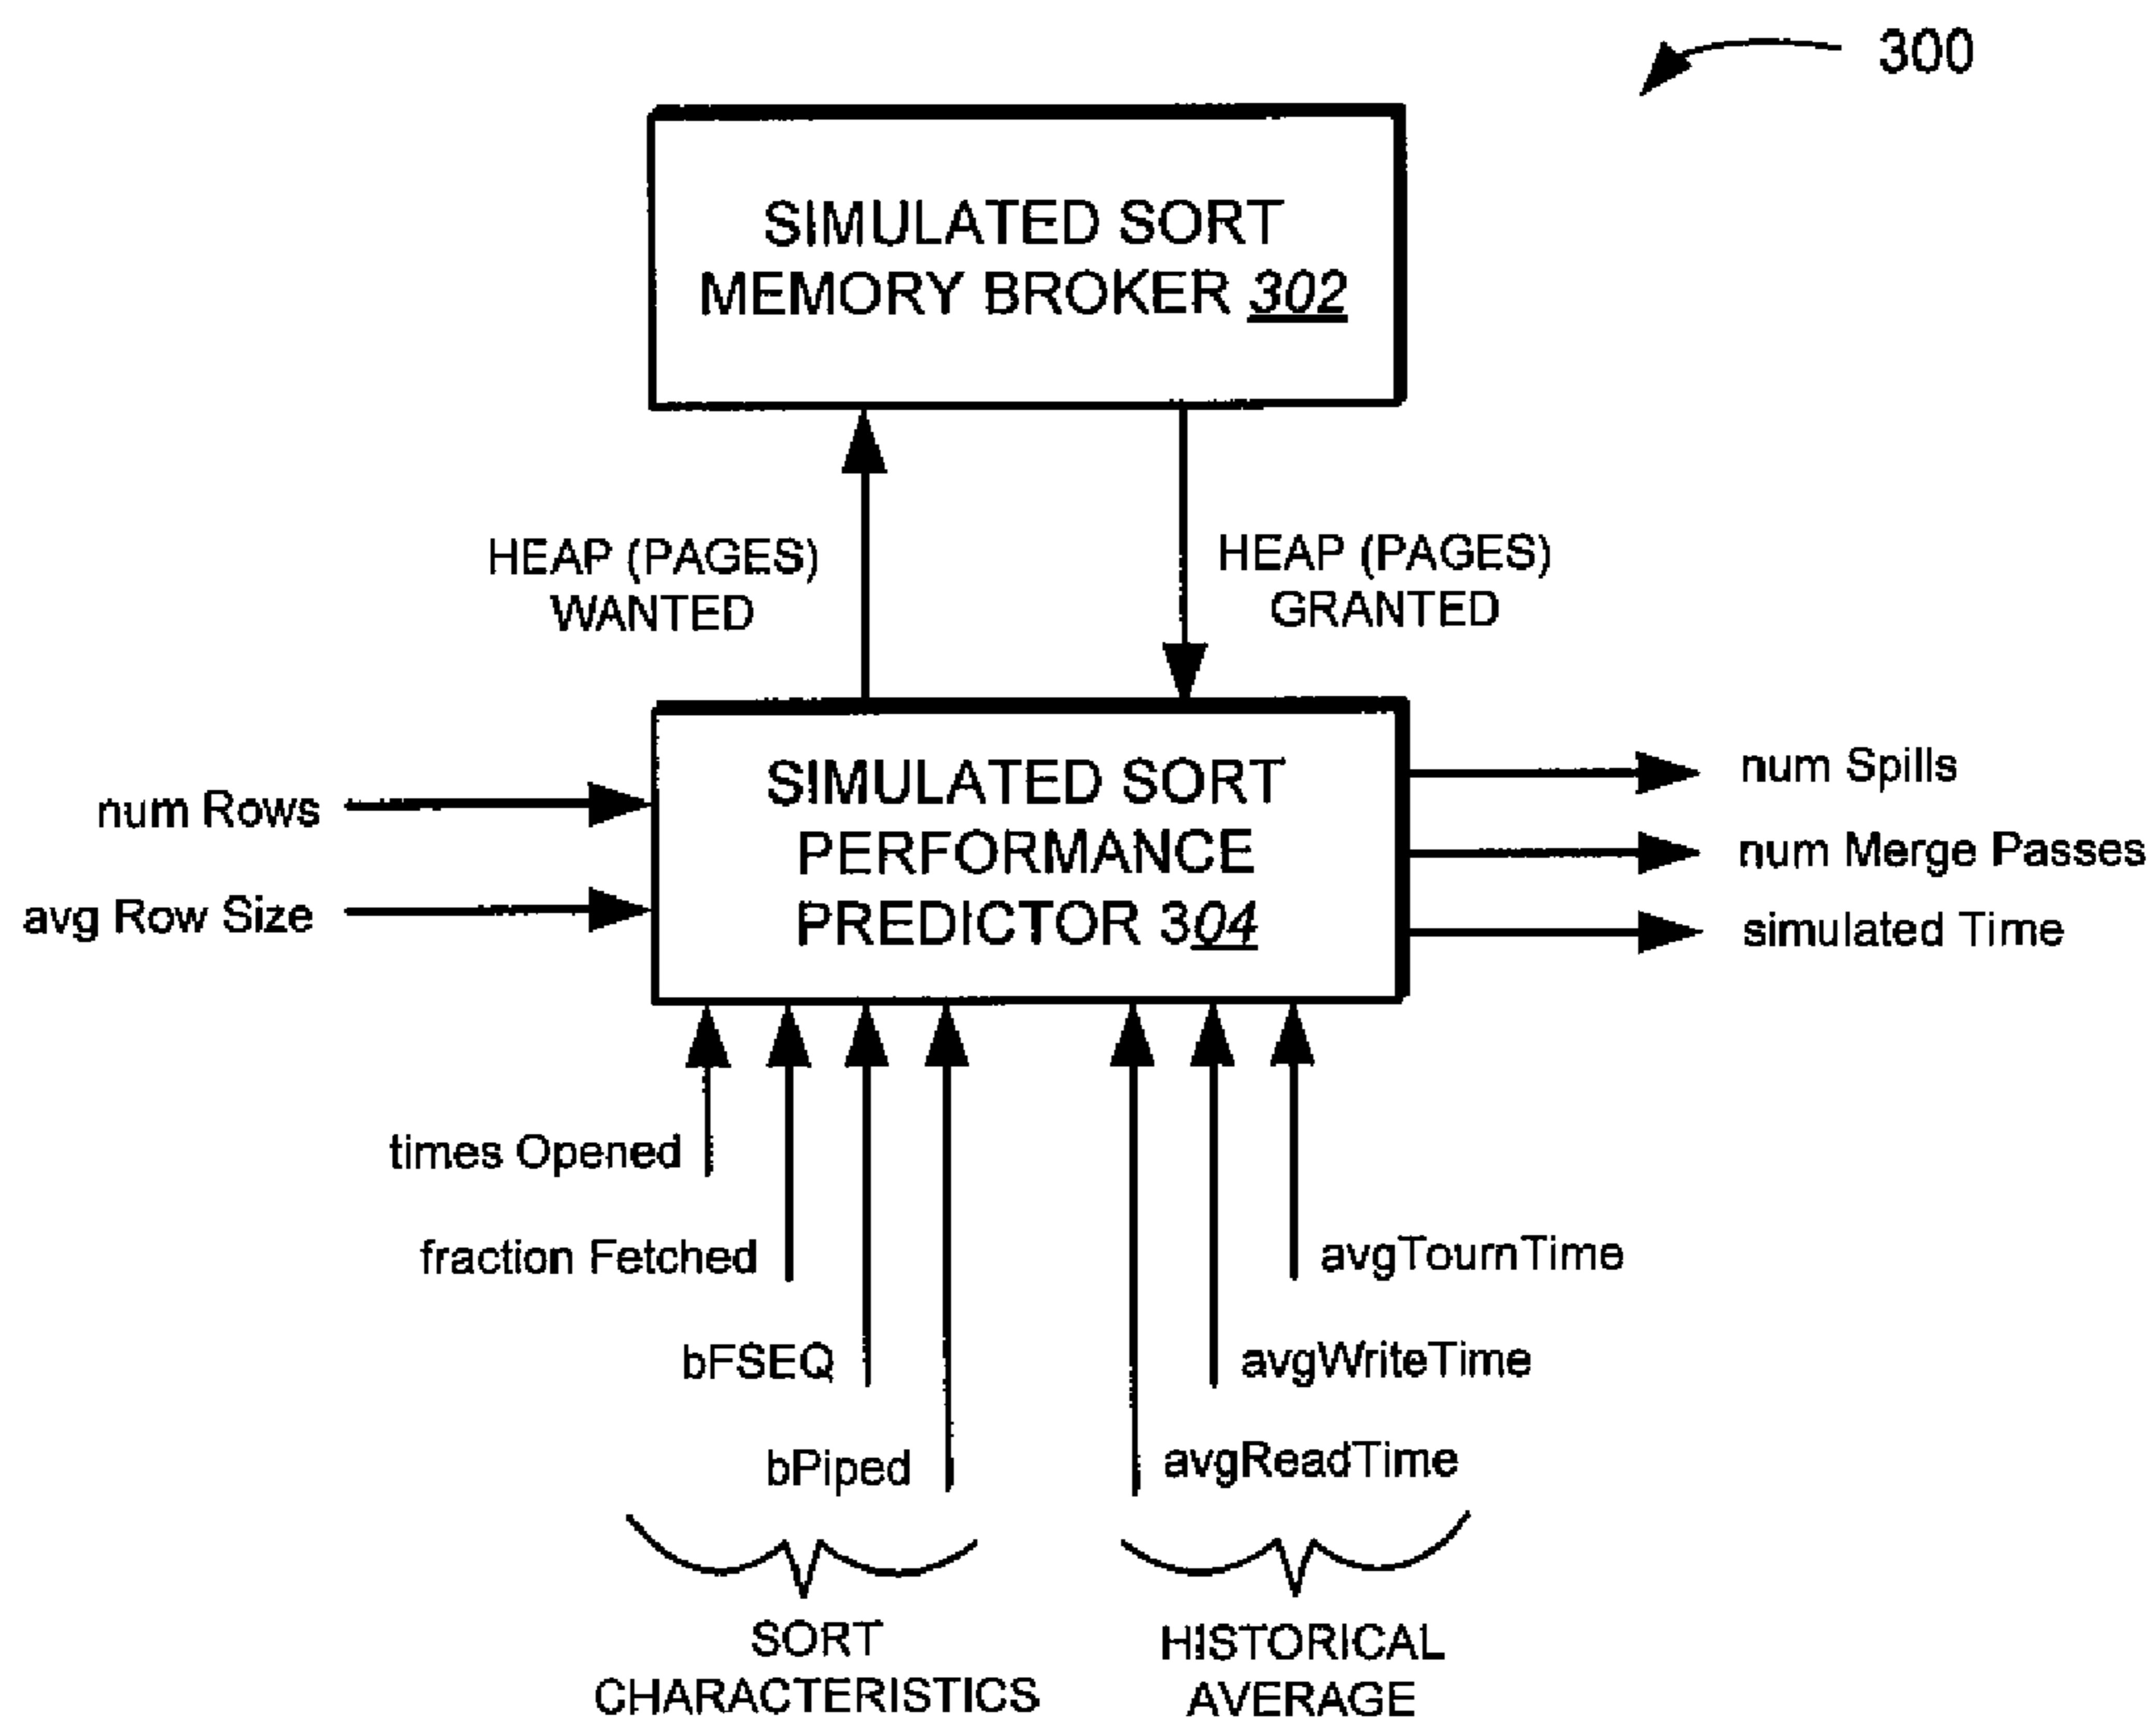 300
SIMULATED SORT
MEMORY BROKER 302
HEAP (PAGES)
WANTED
HEAP (PAGES)
GRANTED
num Rows
avg Row Size
SIMULATED SORT
PERFORMANCE
PREDICTOR 304
num Spills
num Merge Passes
simulated Time
times Opened
fraction Fetched
bFSEQ
bPiped
avgTournTime
avgWriteTime
avgReadTime
SORT
CHARACTERISTICS
HISTORICAL
AVERAGE